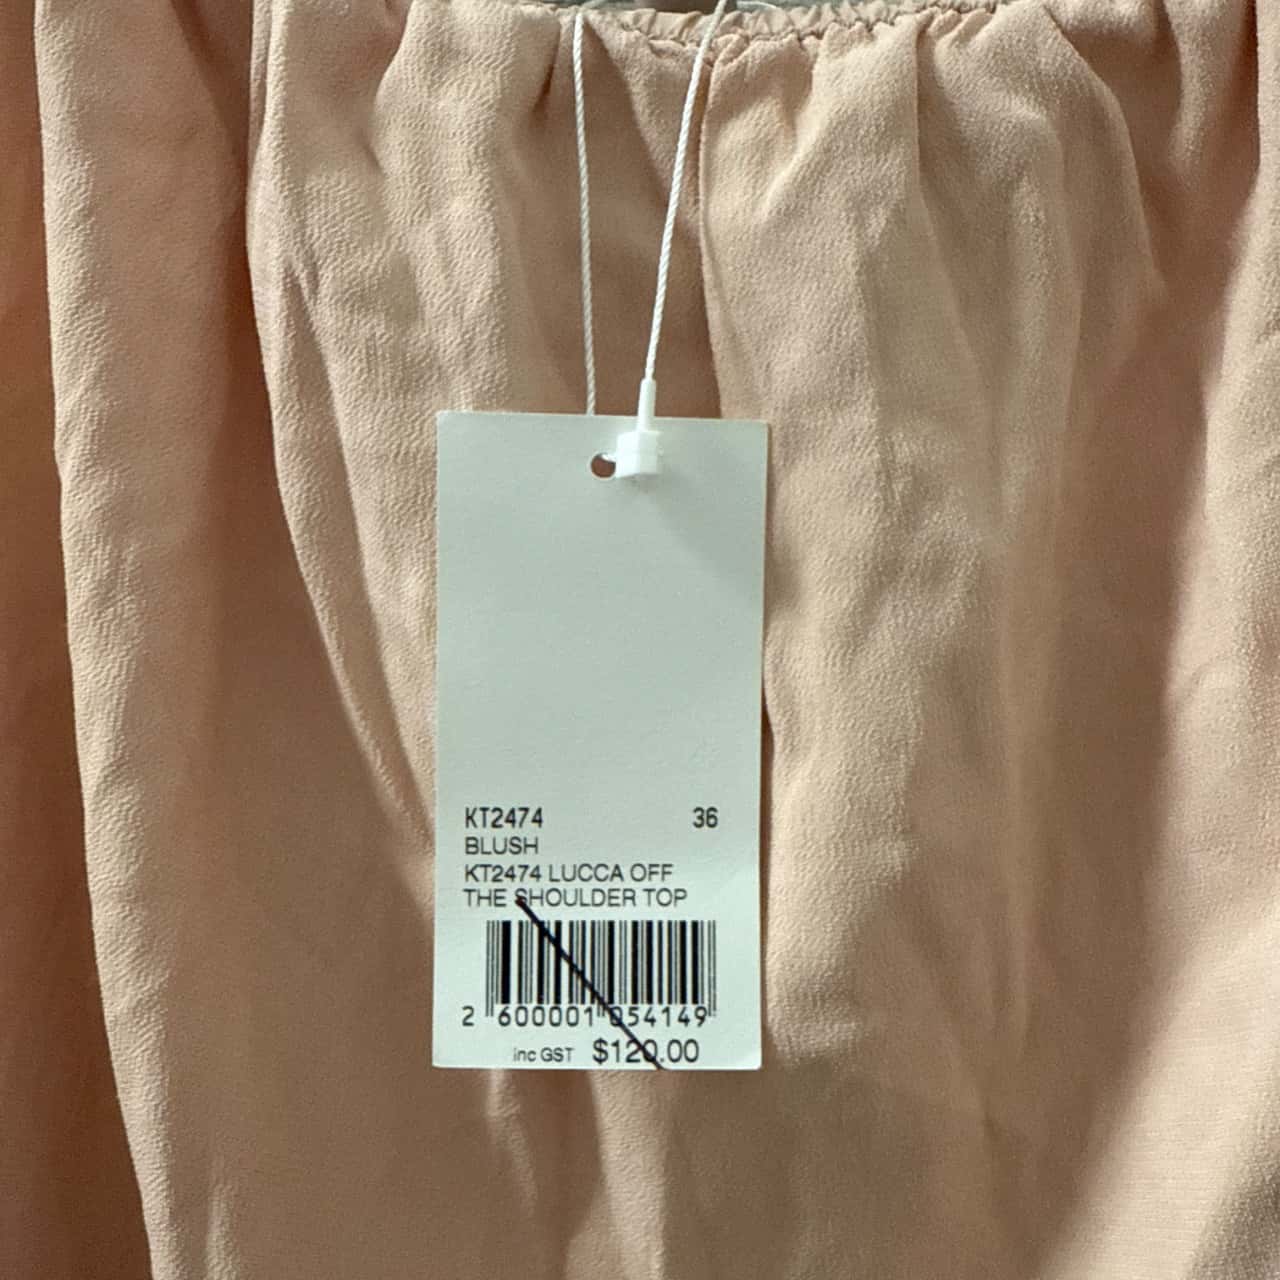 KT2474 36
BLUSH
KT2474 LUCCA OFF
THE SHOULDER TOP
2 600001 054149
inc GST $120.00